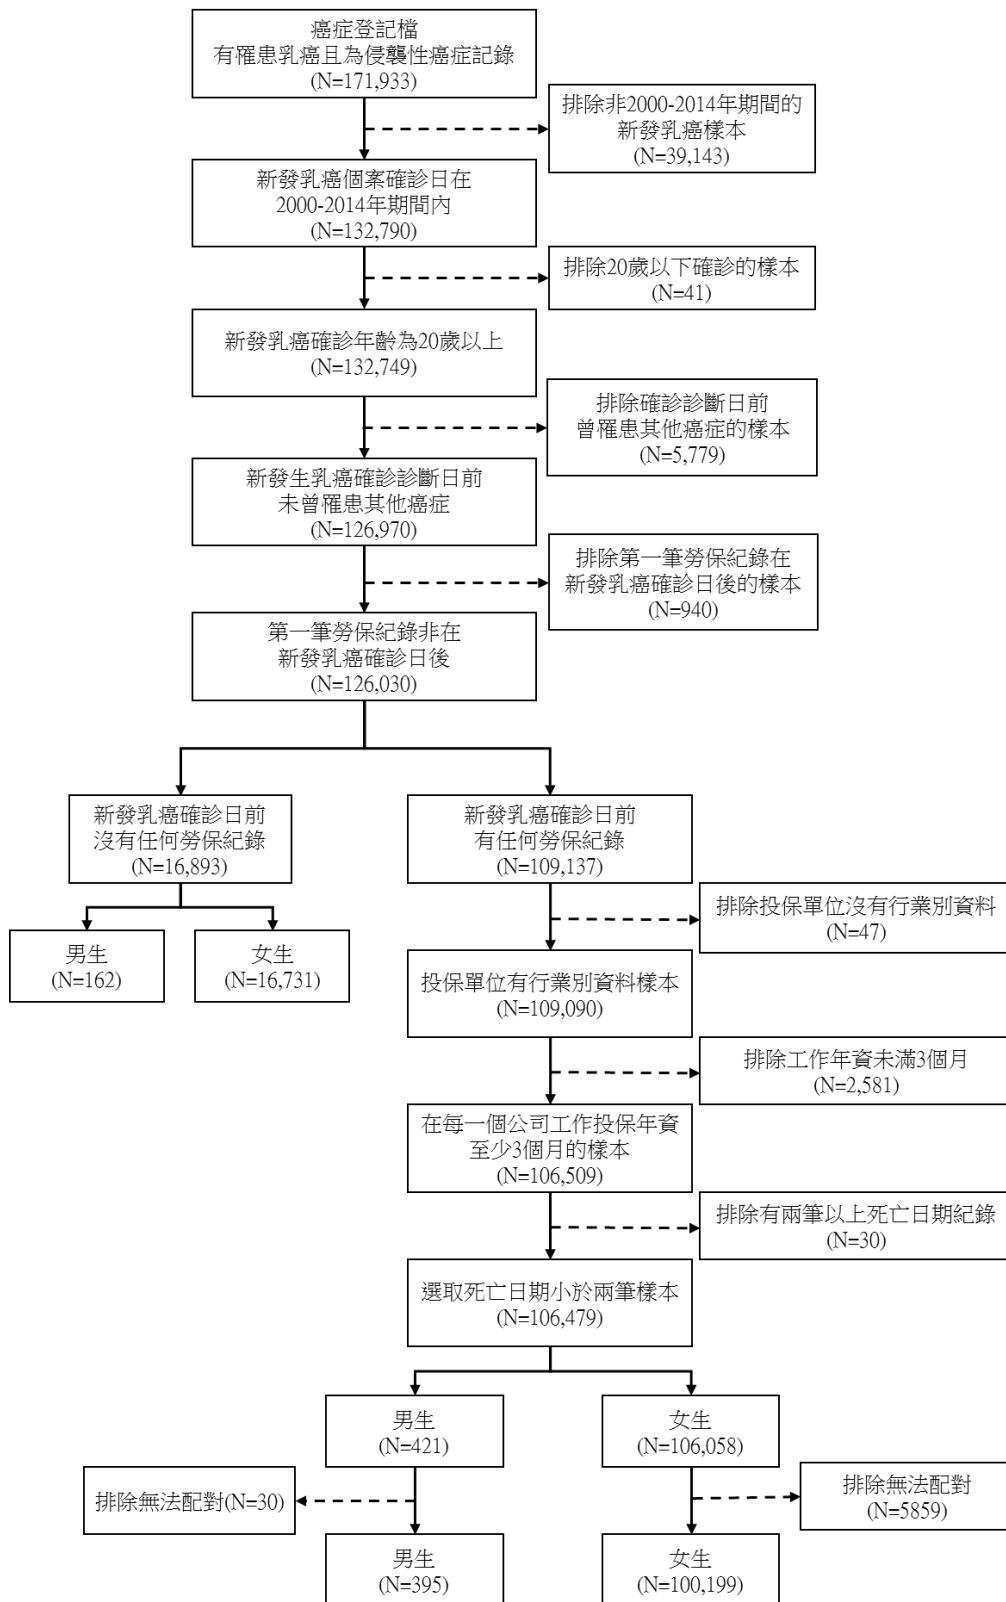 癌症登記檔
有罹患乳癌且為侵襲性癌症記錄
(N=171,933)
排除非2000-2014年期間的
新發乳癌樣本
(N=39,143)
新發乳癌個案確診日在
2000-2014年期間內
(N=132,790)
排除20歲以下確診的樣本
(N=41)
新發乳癌確診年齡為20歲以上
(N=132,749)
排除確診診斷日前
曾罹患其他癌症的樣本
(N=5,779)
新發生乳癌確診診斷日前
未曾罹患其他癌症
(N=126,970)
排除第一筆勞保紀錄在
新發乳癌確診日後的樣本
(N=940)
第一筆勞保紀錄非在
新發乳癌確診日後
(N=126,030)
新發乳癌確診日前
沒有任何勞保紀錄
(N=16,893)
新發乳癌確診日前
有任何勞保紀錄
(N=109,137)
男生
(N=162)
女生
(N=16,731)
排除投保單位沒有行業別資料
(N=47)
投保單位有行業別資料樣本
(N=109,090)
排除工作年資未滿3個月
(N=2,581)
在每一個公司工作投保年資
至少3個月的樣本
(N=106,509)
排除有兩筆以上死亡日期紀錄
(N=30)
選取死亡日期小於兩筆樣本
(N=106,479)
男生
(N=421)
女生
(N=106,058)
排除無法配對(N=30)
排除無法配對
(N=5859)
男生
(N=395)
女生
(N=100,199)